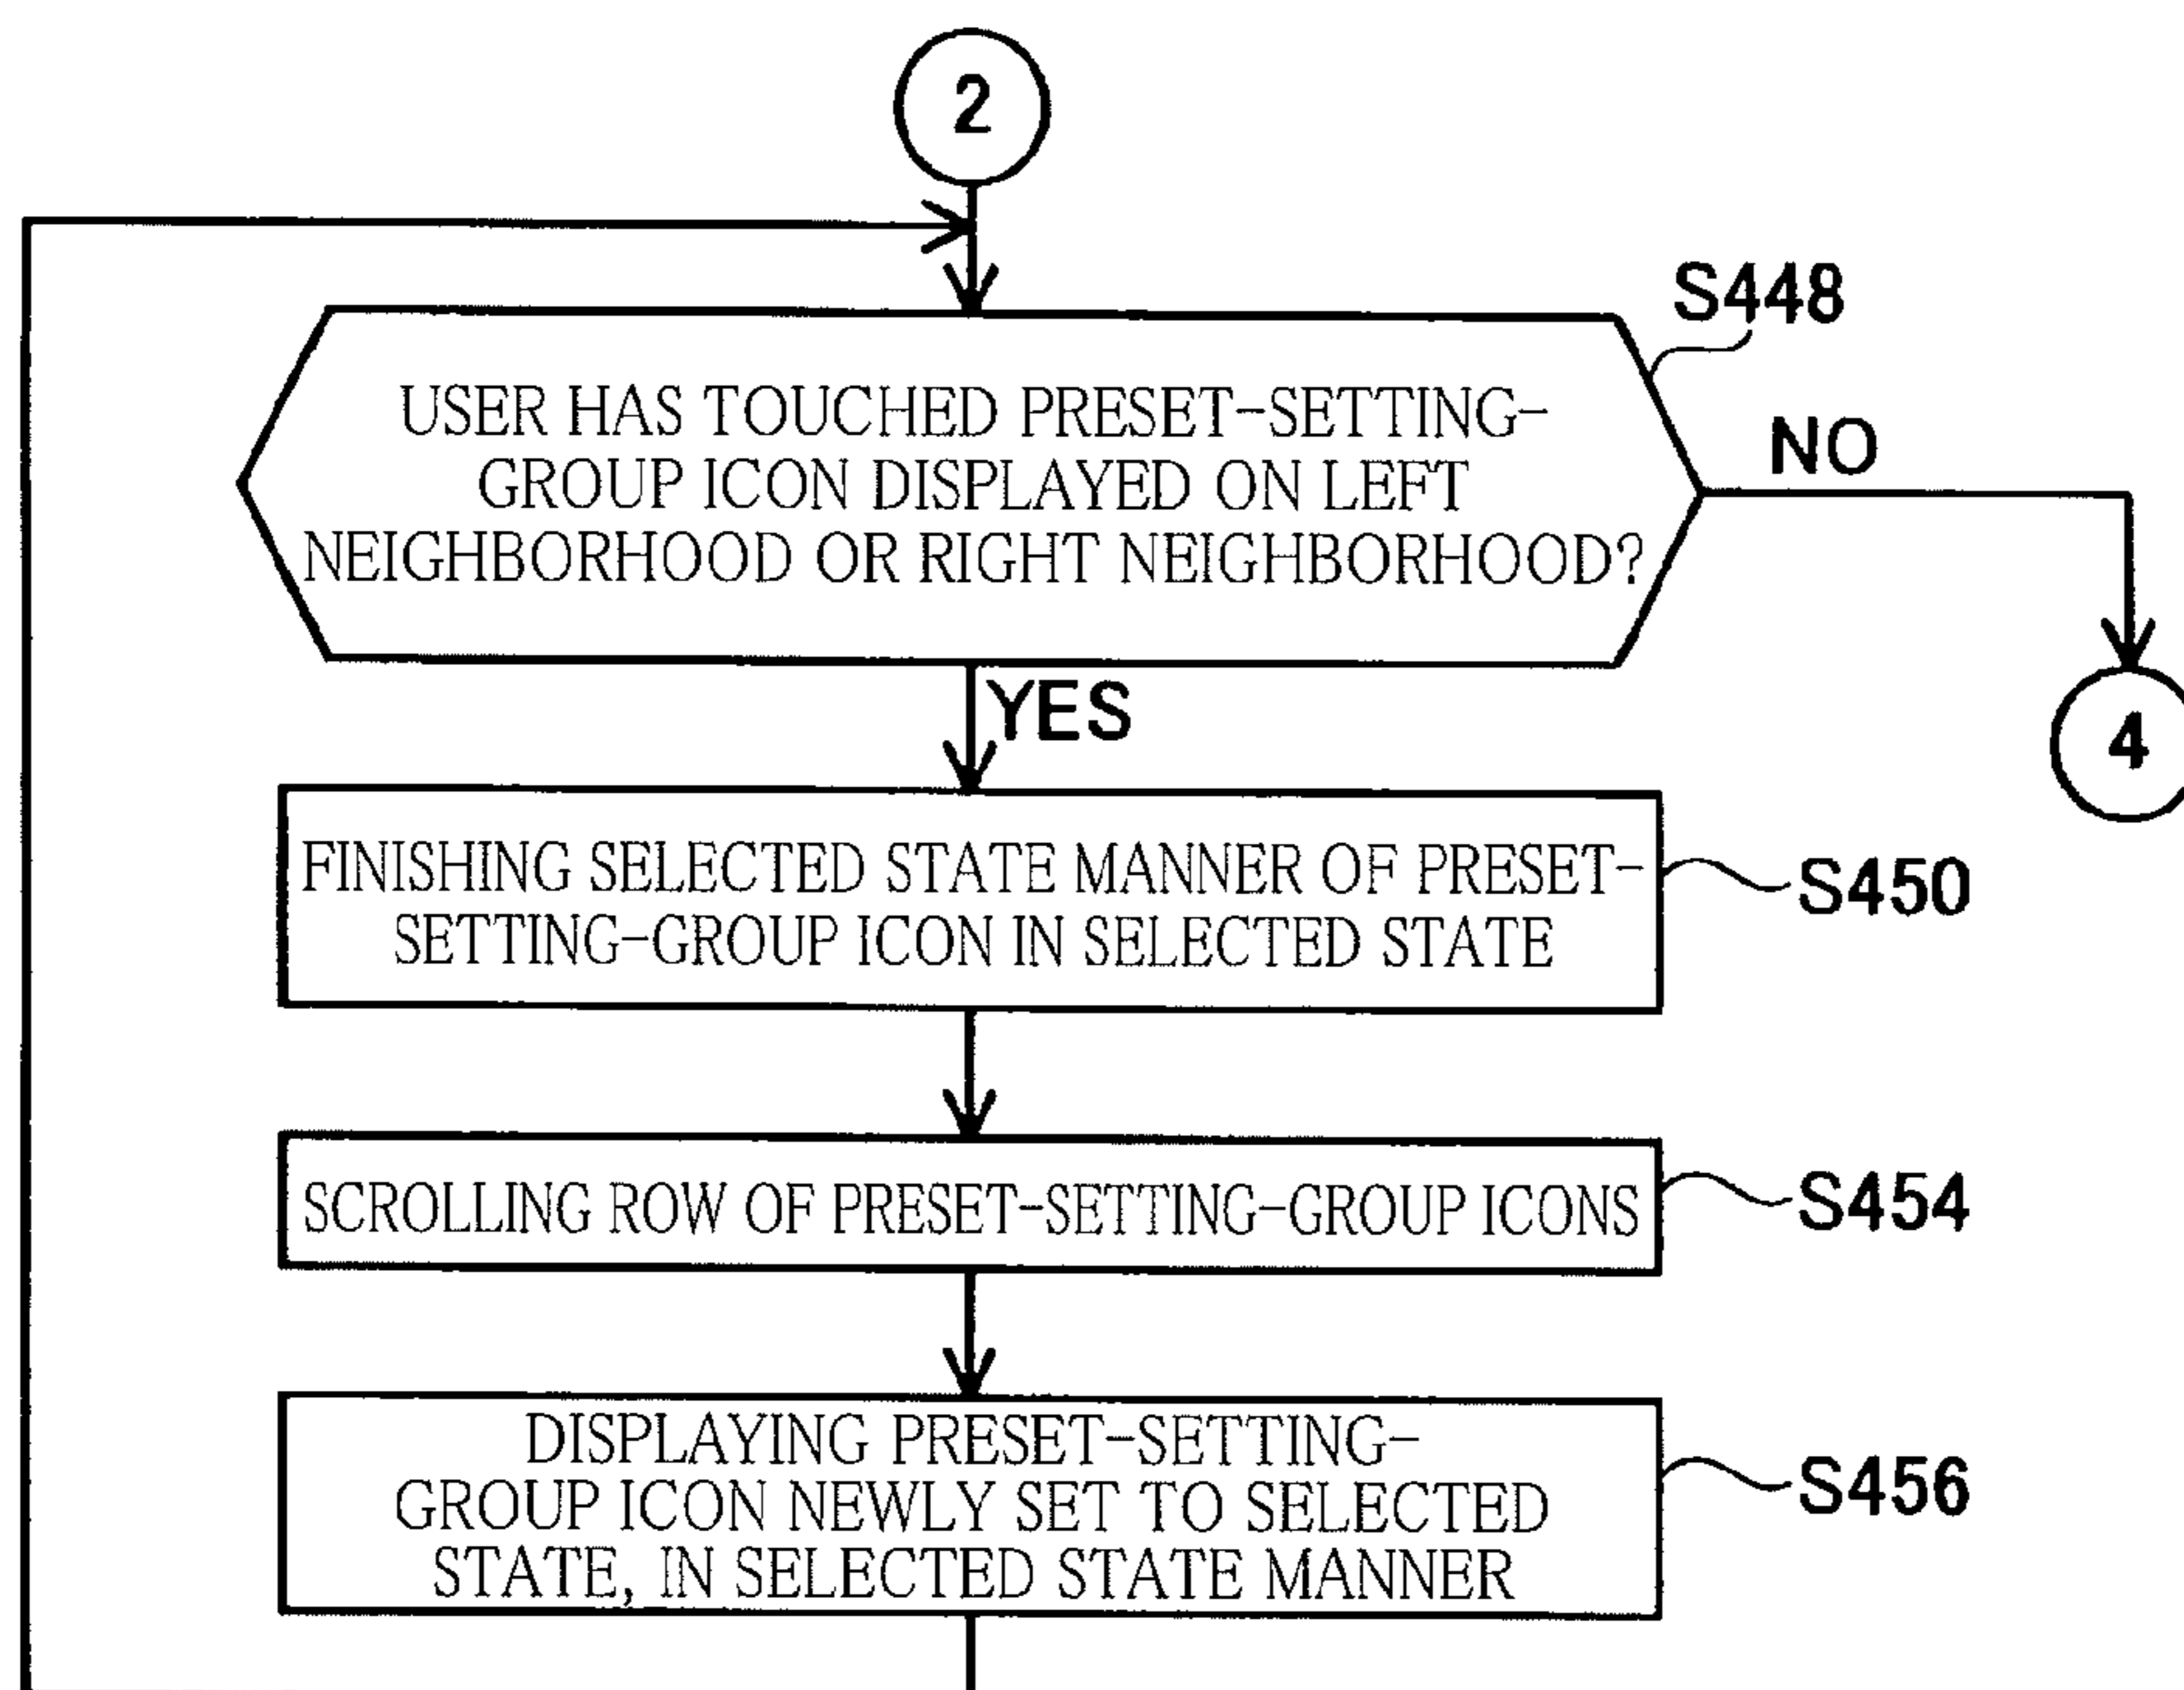 2
S448
USER HAS TOUCHED PRESET-SETTING-
GROUP ICON DISPLAYED ON LEFT
NEIGHBORHOOD OR RIGHT NEIGHBORHOOD?
NO
YES
4
FINISHING SELECTED STATE MANNER OF PRESET-
SETTING-GROUP ICON IN SELECTED STATE
S450
SCROLLING ROW OF PRESET-SETTING-GROUP ICONS
S454
DISPLAYING PRESET-SETTING-
GROUP ICON NEWLY SET TO SELECTED
STATE, IN SELECTED STATE MANNER
S456